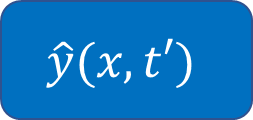 ŷ(x, t′)